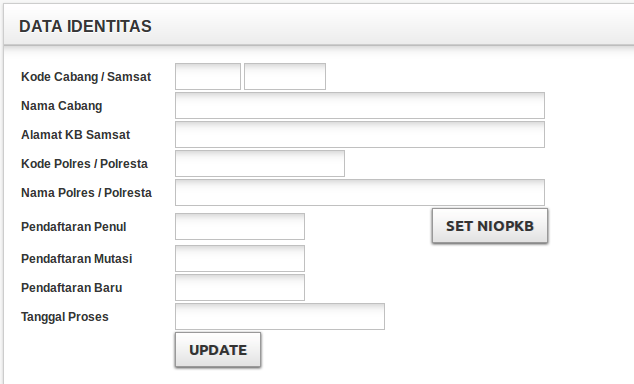 DATA IDENTITAS
Kode Cabang / Samsat
Nama Cabang
Alamat KB Samsat
Kode Polres / Polresta
Nama Polres / Polresta
Pendaftaran Penul
SET NIOPKB
Pendaftaran Mutasi
Pendaftaran Baru
Tanggal Proses
UPDATE